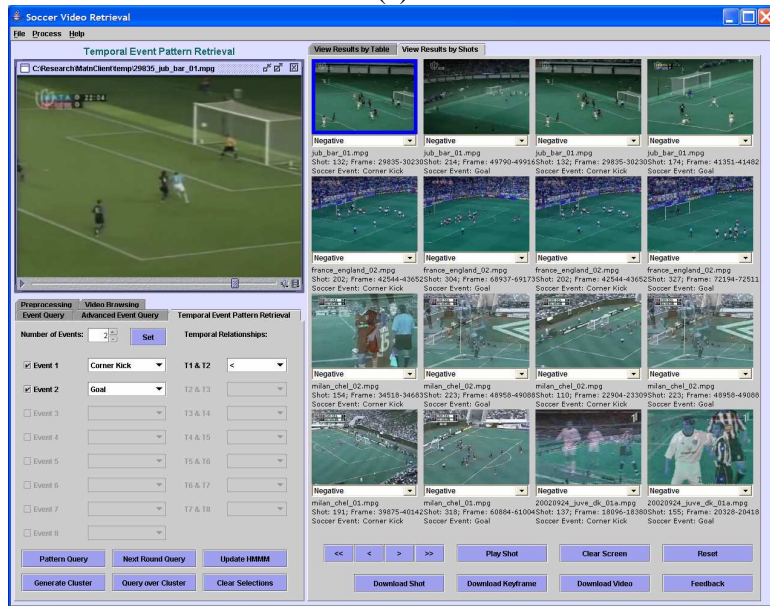 Soccer Video Retrieval
File Process Help
Temporal Event Pattern Retrieval
C:\Research\MatnClient\temp\29835_jub_bar_01.mpg
22:04
Preprocessing Video Browsing
Event Query Advanced Event Query Temporal Event Pattern Retrieval
Number of Events: 2 Set Temporal Relationships:
Event 1 Corner Kick T1 & T2 <
Event 2 Goal T2 & T3
Event 3 T3 & T4
Event 4 T4 & T5
Event 5 T5 & T6
Event 6 T6 & T7
Event 7 T7 & T8
Event 8
Pattern Query Next Round Query Update HMMM
Generate Cluster Query over Cluster Clear Selections
View Results by Table View Results by Shots
Negative Negative Negative Negative
jub_bar_01.mpg jub_bar_01.mpg jub_bar_01.mpg jub_bar_01.mpg
Shot: 132; Frame: 29835-30230 Shot: 214; Frame: 49790-49916 Shot: 132; Frame: 29835-30230 Shot: 174; Frame: 41351-41482
Soccer Event: Corner Kick Soccer Event: Goal Soccer Event: Corner Kick Soccer Event: Goal
Negative Negative Negative Negative
france_england_02.mpg france_england_02.mpg france_england_02.mpg france_england_02.mpg
Shot: 202; Frame: 42544-43652 Shot: 304; Frame: 68937-69173 Shot: 202; Frame: 42544-43652 Shot: 327; Frame: 72194-72511
Soccer Event: Corner Kick Soccer Event: Goal Soccer Event: Corner Kick Soccer Event: Goal
Negative Negative Negative Negative
milan_chel_02.mpg milan_chel_02.mpg milan_chel_02.mpg milan_chel_02.mpg
Shot: 154; Frame: 34518-34683 Shot: 223; Frame: 48958-49088 Shot: 110; Frame: 22904-23309 Shot: 223; Frame: 48958-49088
Soccer Event: Corner Kick Soccer Event: Goal Soccer Event: Corner Kick Soccer Event: Goal
Negative Negative Negative Negative
milan_chel_01.mpg milan_chel_01.mpg 20020924_juve_dk_01a.mpg 20020924_juve_dk_01a.mpg
Shot: 191; Frame: 39875-40142 Shot: 318; Frame: 60884-61004 Shot: 137; Frame: 18096-18380 Shot: 155; Frame: 20328-20418
Soccer Event: Corner Kick Soccer Event: Goal Soccer Event: Corner Kick Soccer Event: Goal
<< < > >> Play Shot Clear Screen Reset
Download Shot Download Keyframe Download Video Feedback